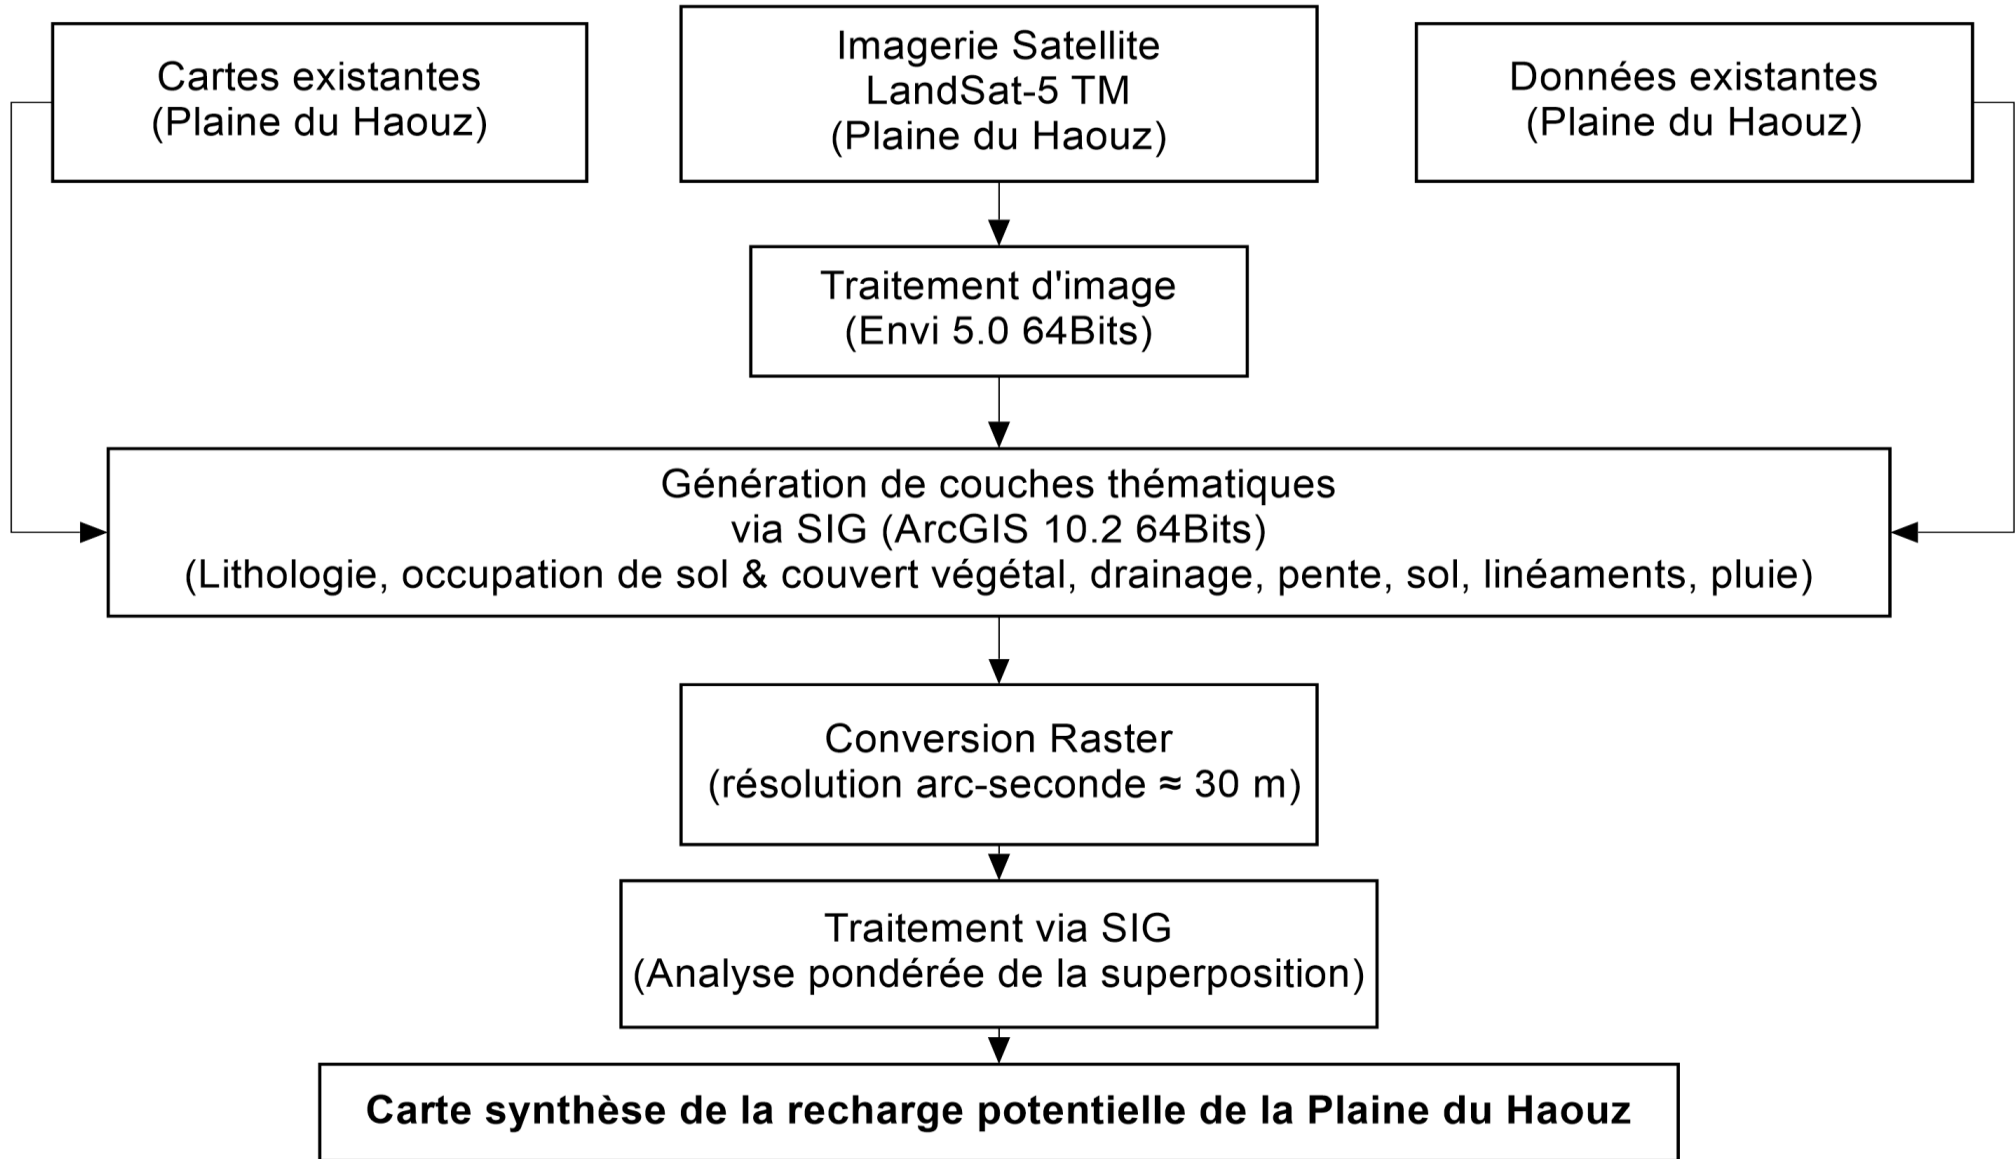 Cartes existantes
(Plaine du Haouz)
Imagerie Satellite
LandSat-5 TM
(Plaine du Haouz)
Données existantes
(Plaine du Haouz)
Traitement d'image
(Envi 5.0 64Bits)
Génération de couches thématiques
via SIG (ArcGIS 10.2 64Bits)
(Lithologie, occupation de sol & couvert végétal, drainage, pente, sol, linéaments, pluie)
Conversion Raster
(résolution arc-seconde ≈ 30 m)
Traitement via SIG
(Analyse pondérée de la superposition)
Carte synthèse de la recharge potentielle de la Plaine du Haouz